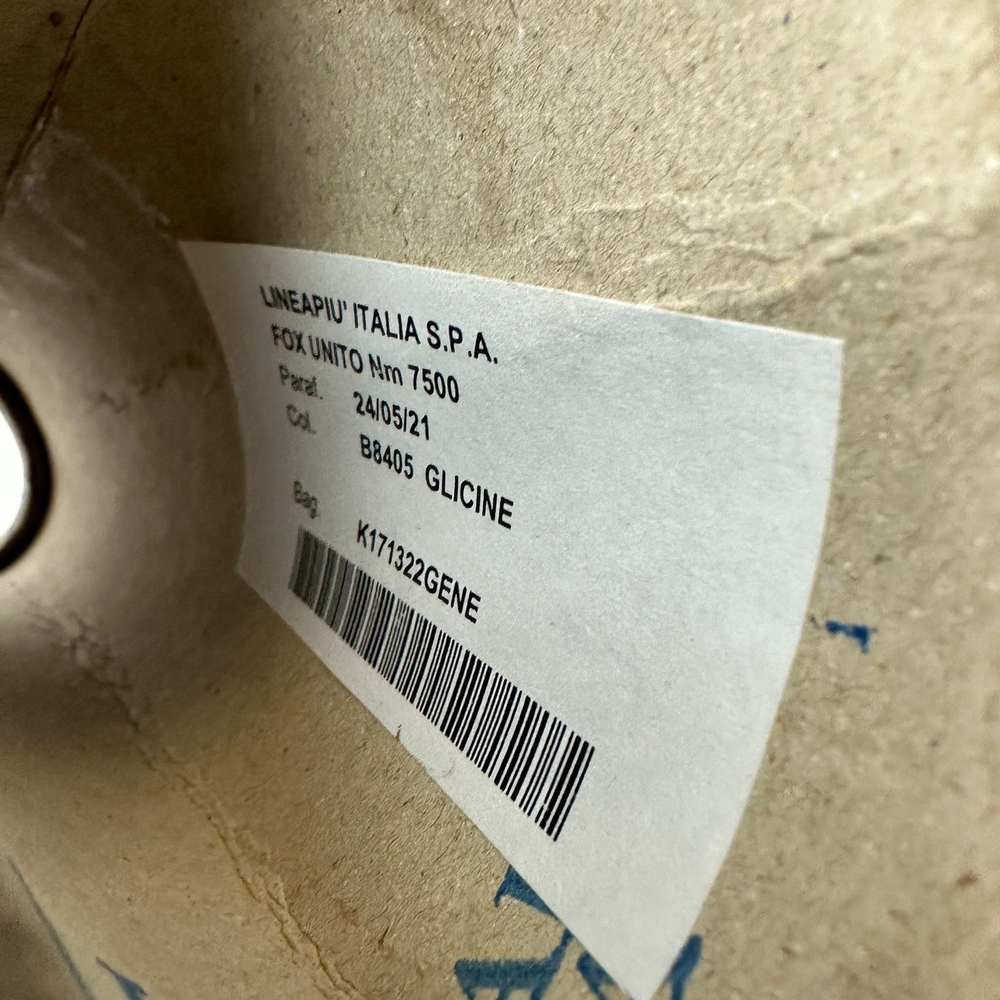 LINEAPIU' ITALIA S.P.A.
FOX UNITO Nm 7500
Paraf. 24/05/21
Col. B8405 GLICINE
Bag. K171322GENE